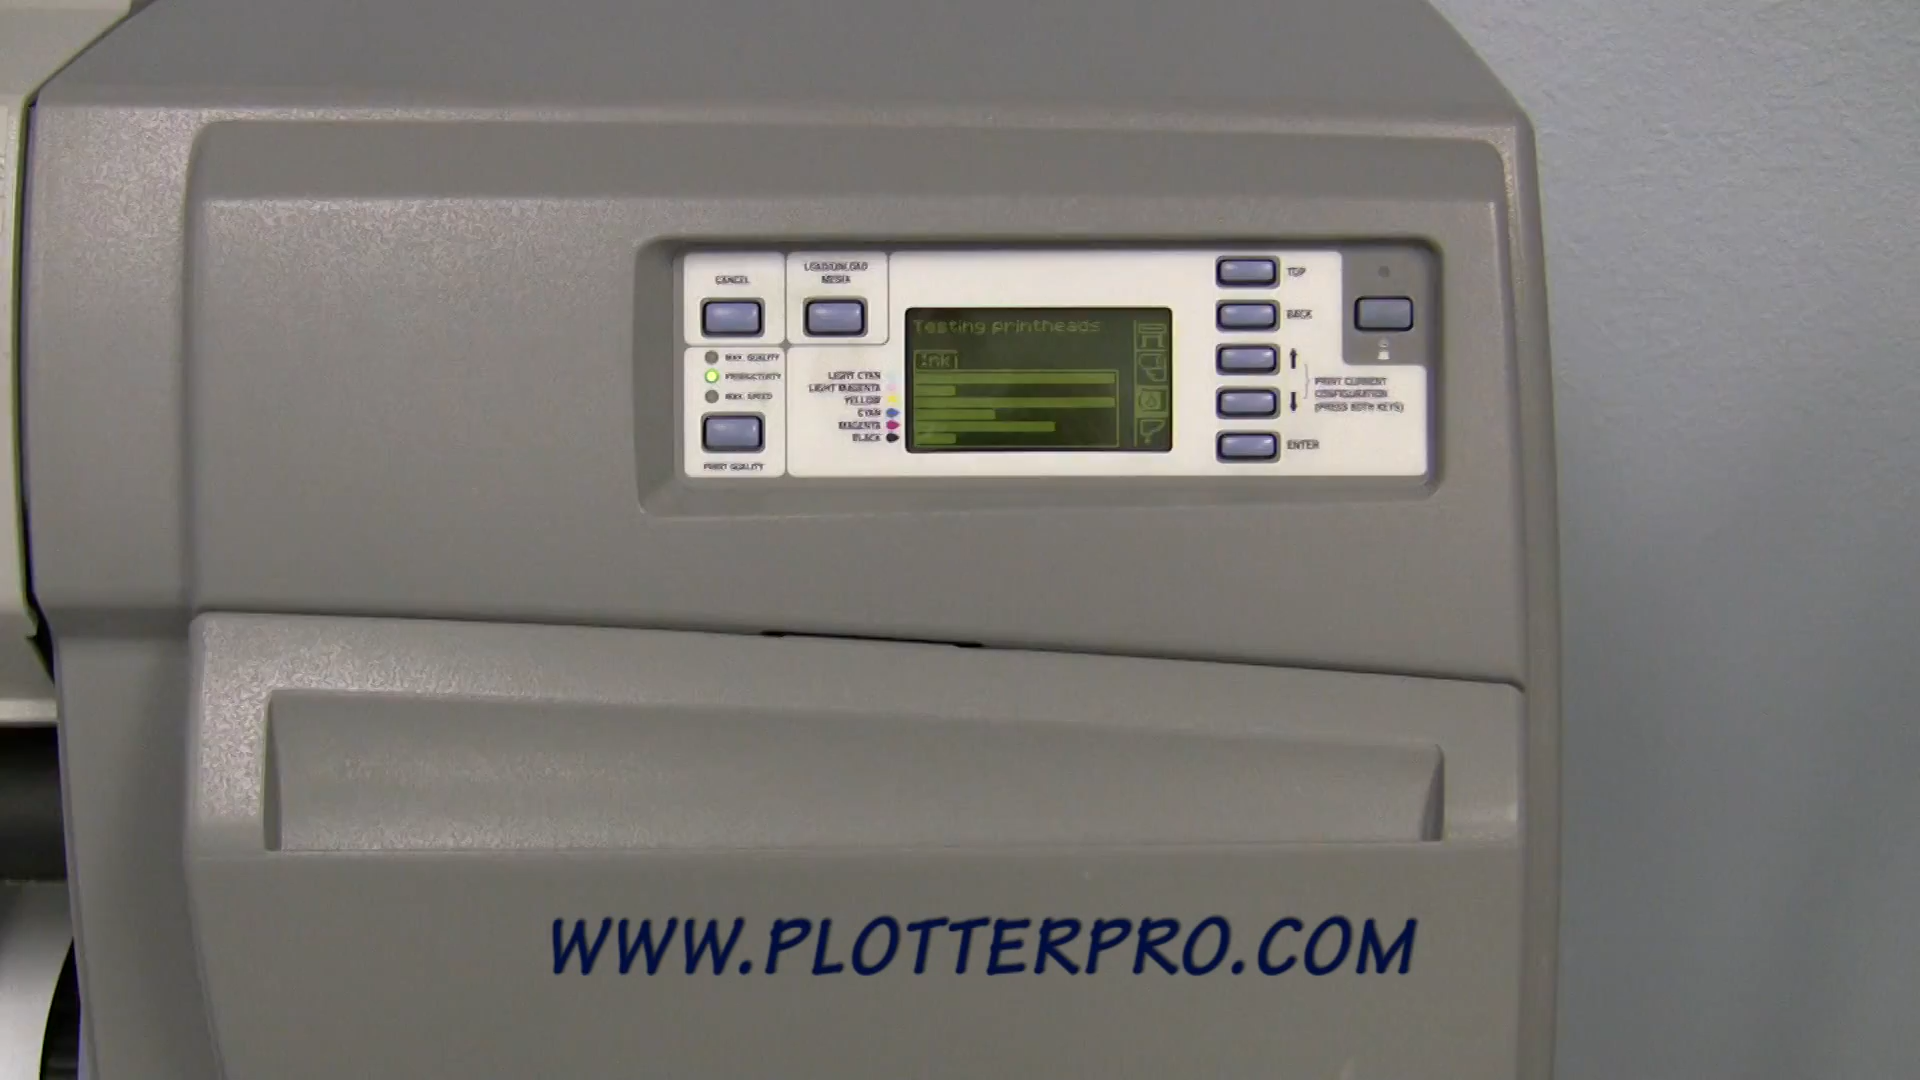 CANCEL
LOAD/UNLOAD
MEDIA
MAX. QUALITY
PRODUCTIVITY
MAX. SPEED
PRINT QUALITY
LIGHT CYAN
LIGHT MAGENTA
YELLOW
CYAN
MAGENTA
BLACK
Testing printheads
Ink
TOP
BACK
PRINT CURRENT
CONFIGURATION
(PRESS BOTH KEYS)
ENTER
WWW.PLOTTERPRO.COM